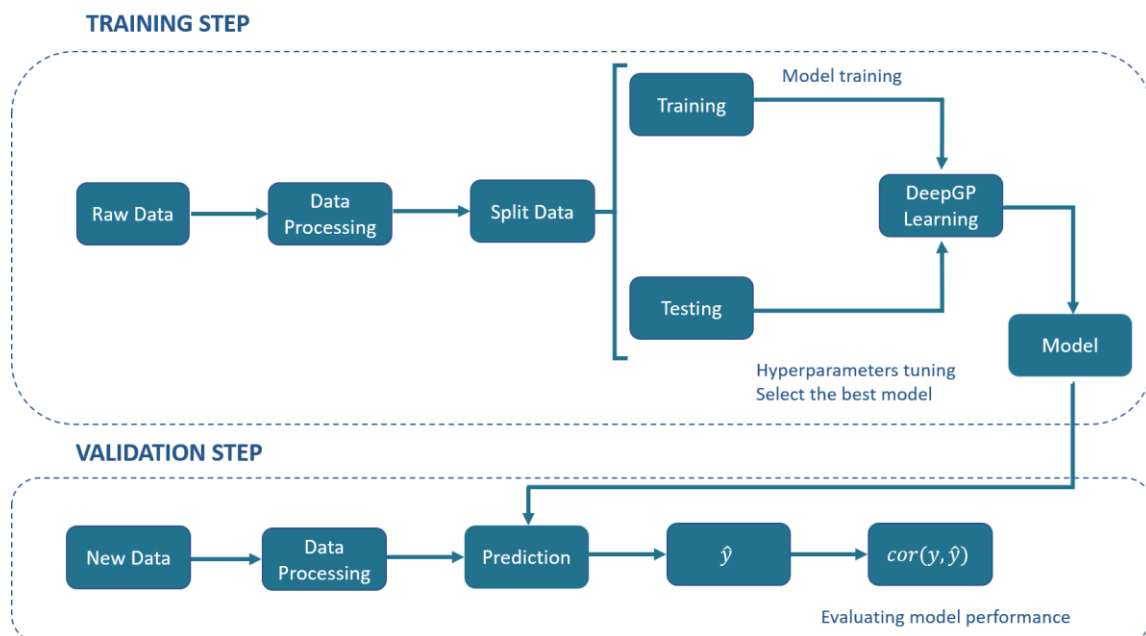 TRAINING STEP
Model training
Training
Raw Data
Data
Processing
Split Data
DeepGP
Learning
Testing
Model
Hyperparameters tuning
Select the best model
VALIDATION STEP
New Data
Data
Processing
Prediction
ŷ
cor(y, ŷ)
Evaluating model performance